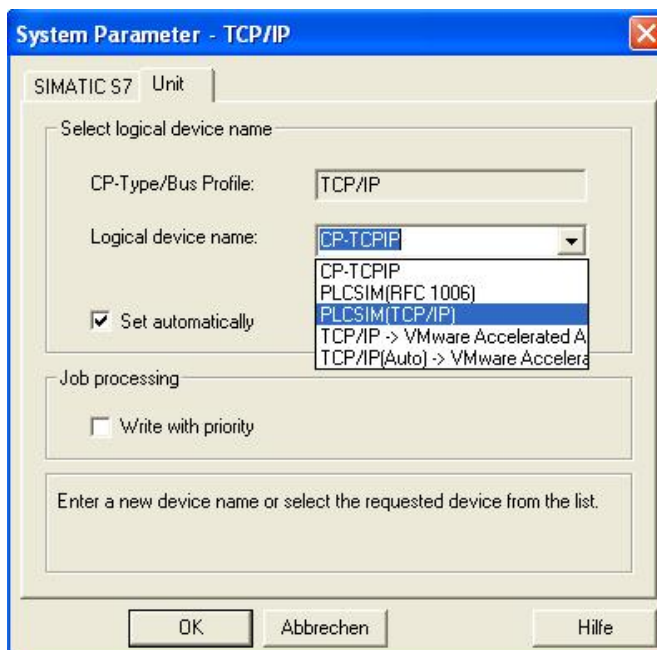 System Parameter - TCP/IP
SIMATIC S7 Unit
Select logical device name
CP-Type/Bus Profile: TCP/IP
Logical device name: CP-TCPIP
CP-TCPIP
PLCSIM(RFC 1006)
PLCSIM(TCP/IP)
Set automatically
TCP/IP -> VMware Accelerated A
TCP/IP(Auto) -> VMware Accelera
Job processing
Write with priority
Enter a new device name or select the requested device from the list.
OK Abbrechen Hilfe